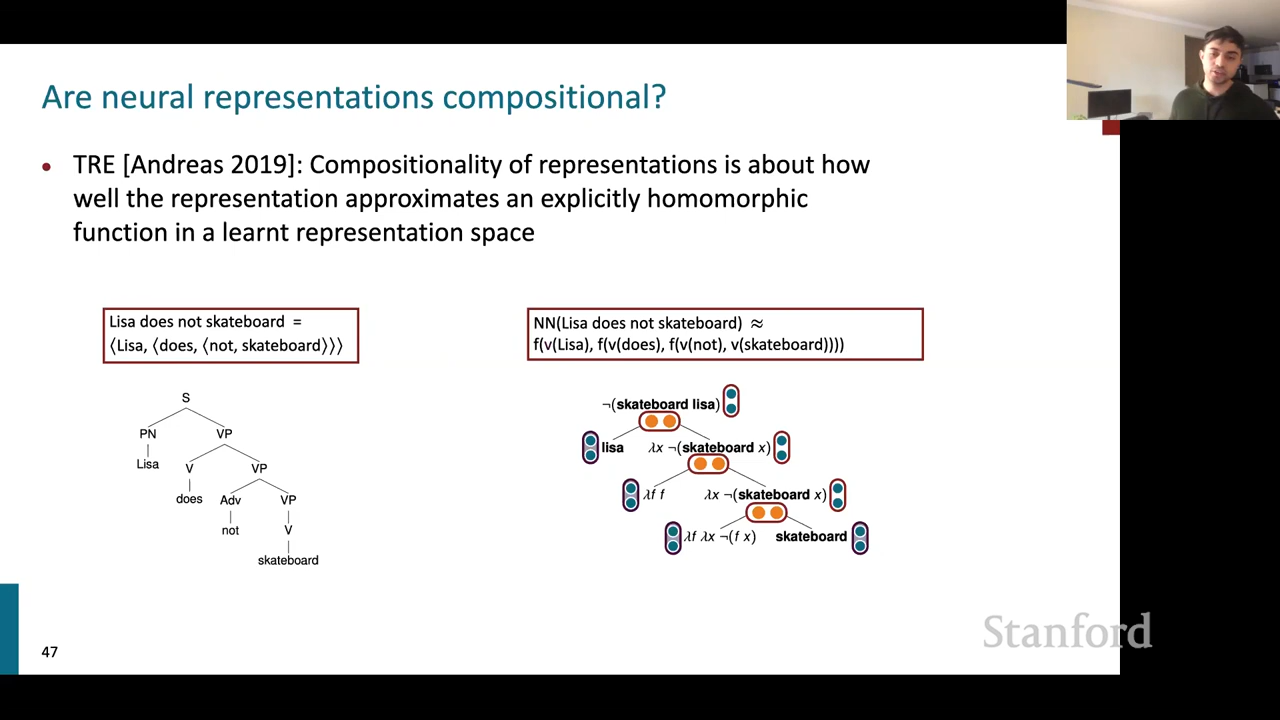 Are neural representations compositional?
• TRE [Andreas 2019]: Compositionality of representations is about how
well the representation approximates an explicitly homomorphic
function in a learnt representation space
Lisa does not skateboard =
⟨Lisa, ⟨does, ⟨not, skateboard⟩⟩⟩
NN(Lisa does not skateboard) ≈
f(v(Lisa), f(v(does), f(v(not), v(skateboard))))
S
PN VP
Lisa V VP
does Adv VP
not V
skateboard
¬(skateboard lisa)
lisa λx ¬(skateboard x)
λf f λx ¬(skateboard x)
λf λx ¬(f x) skateboard
Stanford
47